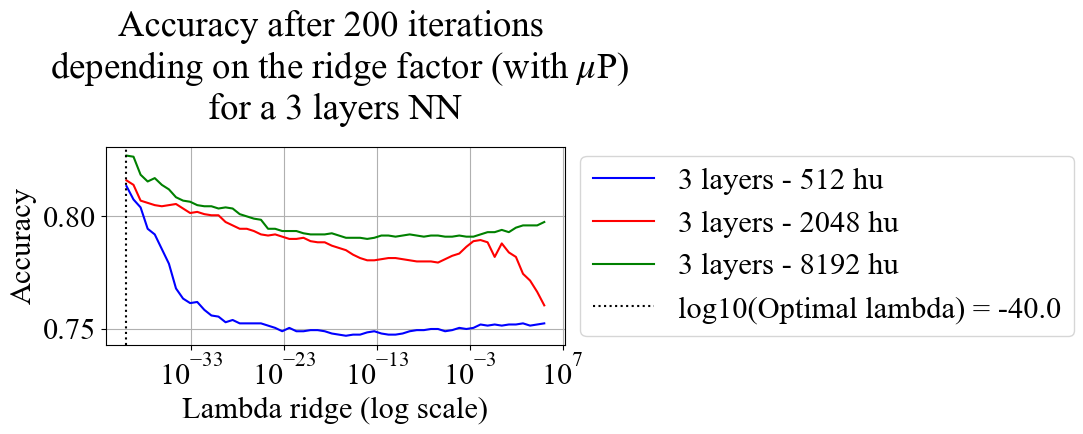 Accuracy after 200 iterations
depending on the ridge factor (with μP)
for a 3 layers NN
Accuracy
0.80
0.75
10⁻³³ 10⁻²³ 10⁻¹³ 10⁻³ 10⁷
Lambda ridge (log scale)
3 layers - 512 hu
3 layers - 2048 hu
3 layers - 8192 hu
log10(Optimal lambda) = -40.0